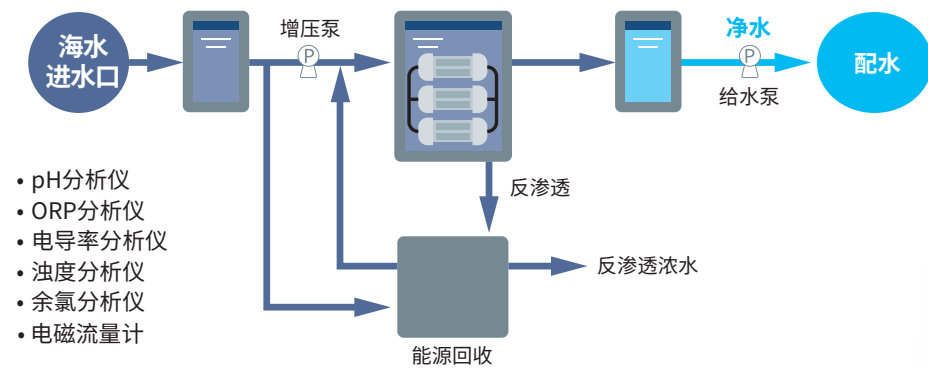 海水
进水口
增压泵
P
净水
P
给水泵
配水
反渗透
• pH分析仪
• ORP分析仪
• 电导率分析仪
• 浊度分析仪
• 余氯分析仪
• 电磁流量计
反渗透浓水
能源回收